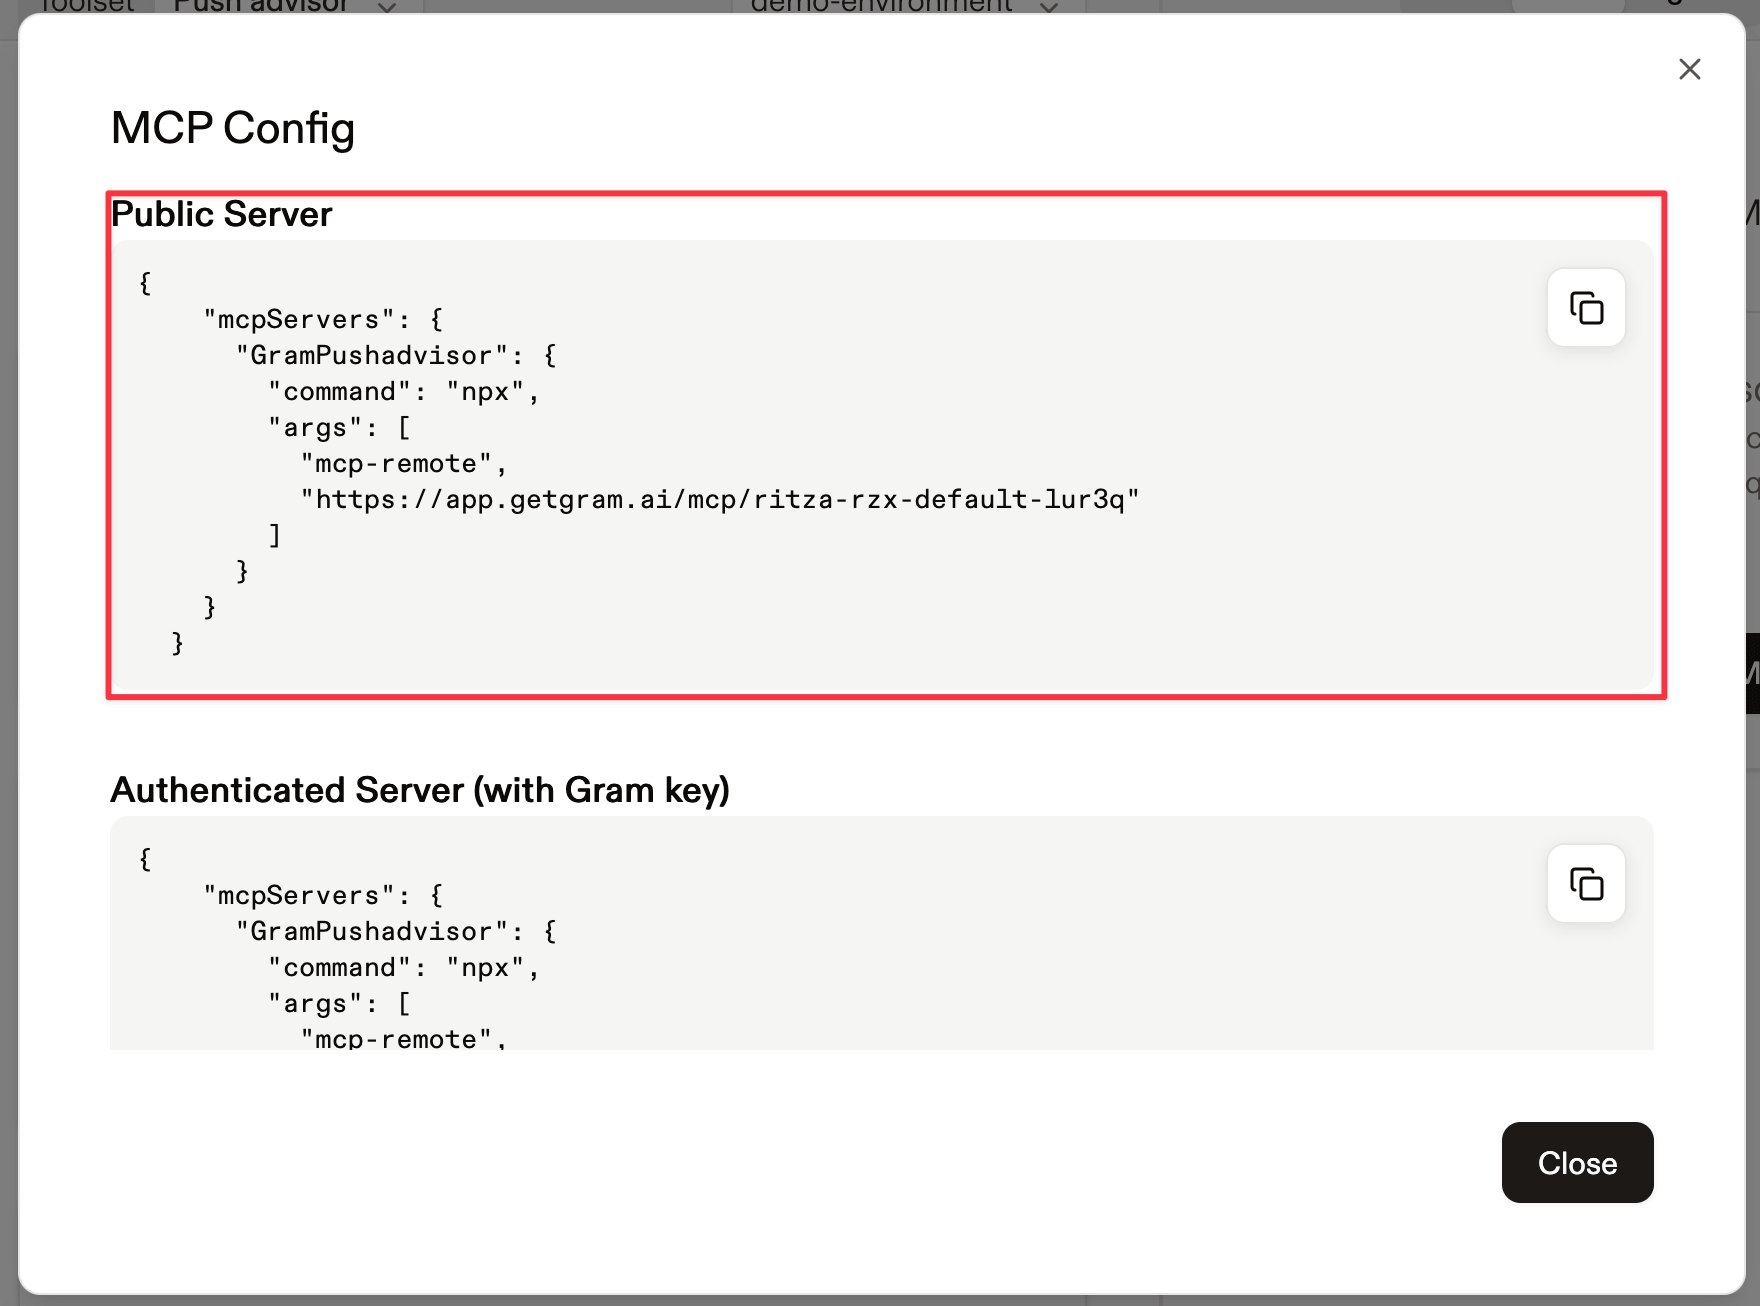 Toolset
Push advisor
demo-environment
MCP Config
Public Server
{
    "mcpServers": {
      "GramPushadvisor": {
        "command": "npx",
        "args": [
          "mcp-remote",
          "https://app.getgram.ai/mcp/ritza-rzx-default-lur3q"
        ]
      }
    }
  }
Authenticated Server (with Gram key)
{
    "mcpServers": {
      "GramPushadvisor": {
        "command": "npx",
        "args": [
          "mcp-remote",
Close